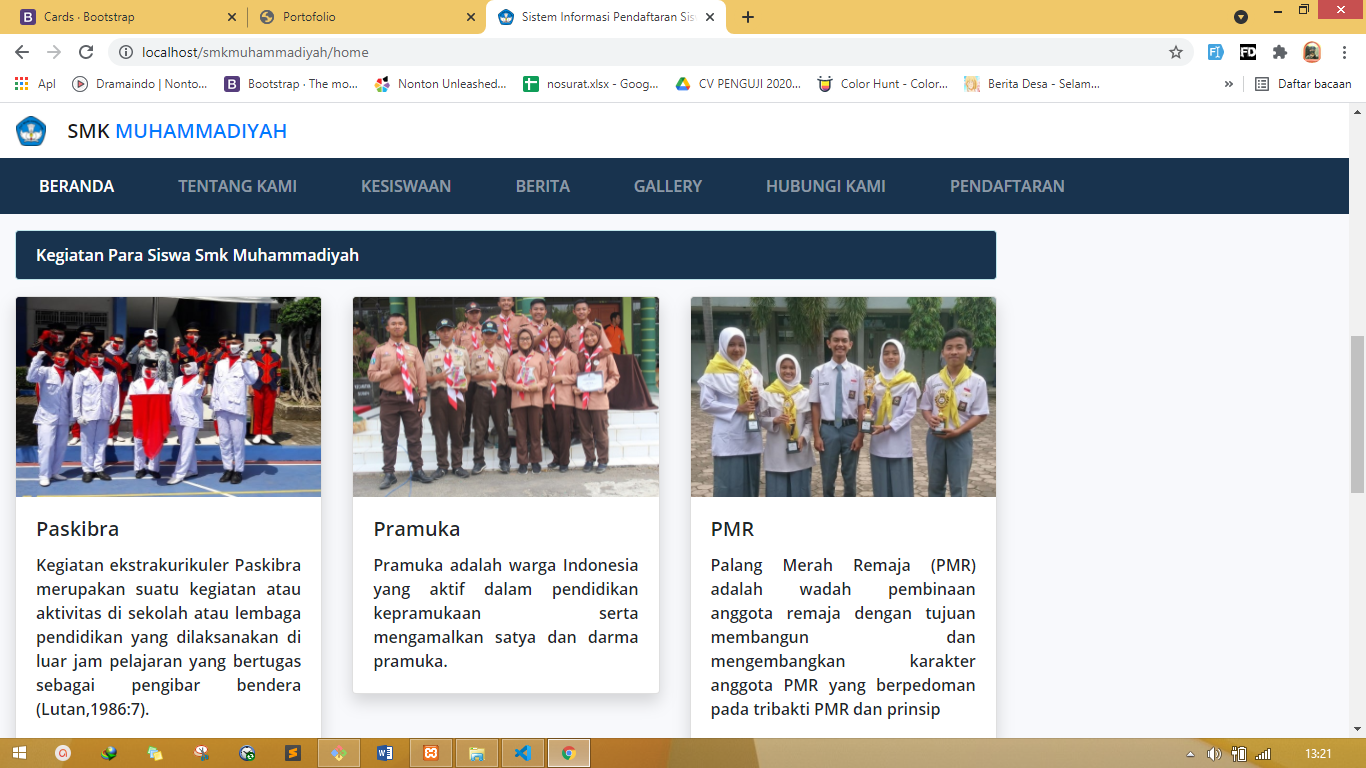 Cards · Bootstrap
Portofolio
Sistem Informasi Pendaftaran Sis
localhost/smkmuhammadiyah/home
Apl
Dramaindo | Nonto...
Bootstrap · The mo...
Nonton Unleashed...
nosurat.xlsx - Goog...
CV PENGUJI 2020...
Color Hunt - Color...
Berita Desa - Selam...
»
Daftar bacaan
SMK MUHAMMADIYAH
BERANDA
TENTANG KAMI
KESISWAAN
BERITA
GALLERY
HUBUNGI KAMI
PENDAFTARAN
Kegiatan Para Siswa Smk Muhammadiyah
Paskibra
Kegiatan ekstrakurikuler Paskibra
merupakan suatu kegiatan atau
aktivitas di sekolah atau lembaga
pendidikan yang dilaksanakan di
luar jam pelajaran yang bertugas
sebagai pengibar bendera
(Lutan,1986:7).
Pramuka
Pramuka adalah warga Indonesia
yang aktif dalam pendidikan
kepramukaan serta
mengamalkan satya dan darma
pramuka.
PMR
Palang Merah Remaja (PMR)
adalah wadah pembinaan
anggota remaja dengan tujuan
membangun dan
mengembangkan karakter
anggota PMR yang berpedoman
pada tribakti PMR dan prinsip
13:21